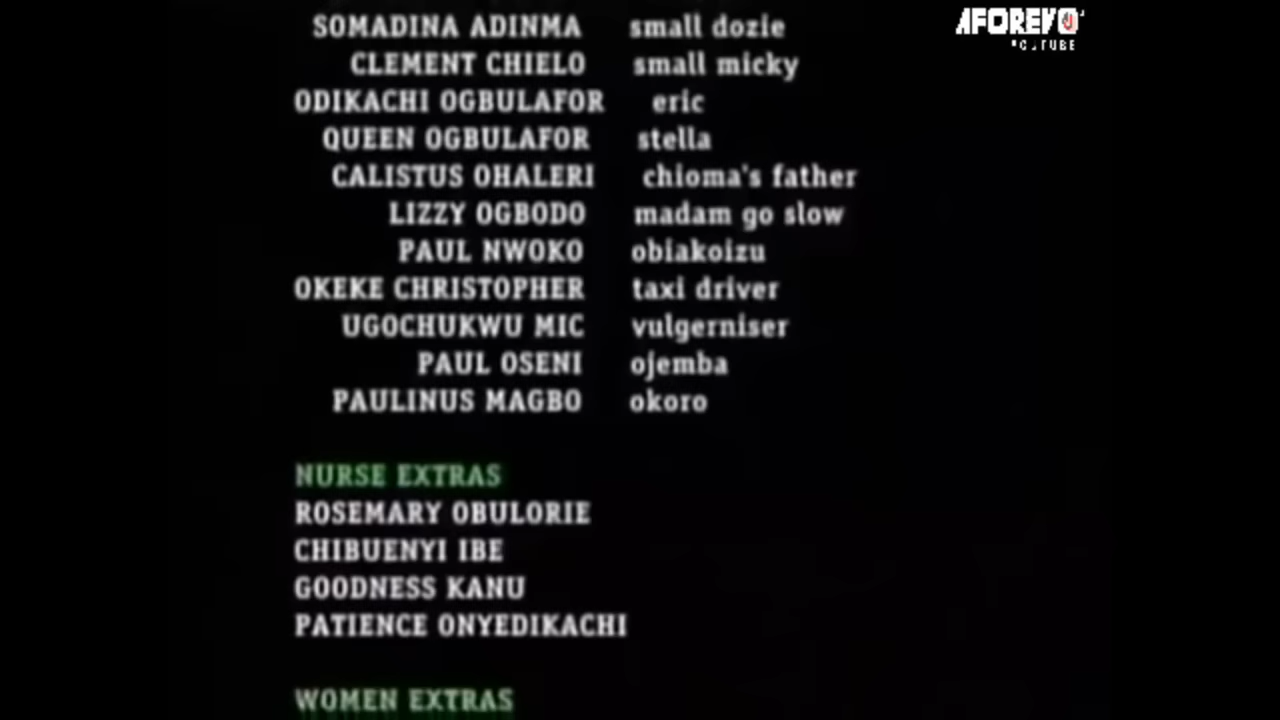 SOMADINA ADINMA small dozie
AFOREVO
CLEMENT CHIELO small micky
ODIKACHI OGBULAFOR eric
QUEEN OGBULAFOR stella
CALISTUS OHALERI chioma's father
LIZZY OGBODO madam go slow
PAUL NWOKO obiakoizu
OKEKE CHRISTOPHER taxi driver
UGOCHUKWU MIC vulgerniser
PAUL OSENI ojemba
PAULINUS MAGBO okoro
NURSE EXTRAS
ROSEMARY OBULORIE
CHIBUENYI IBE
GOODNESS KANU
PATIENCE ONYEDIKACHI
WOMEN EXTRAS